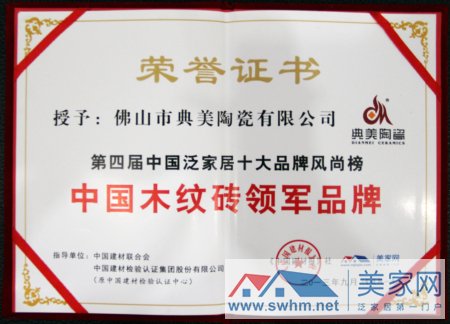 荣誉证书
授予：佛山市典美陶瓷有限公司
典美陶瓷
DIANMEI CERAMICS
第四届中国泛家居十大品牌风尚榜
中国木纹砖领军品牌
指导单位：中国建材联合会
中国建材检验认证集团股份有限公司
（原中国建材检验认证中心）
美家网
www.swhm.net
美家网
泛家居第一门户